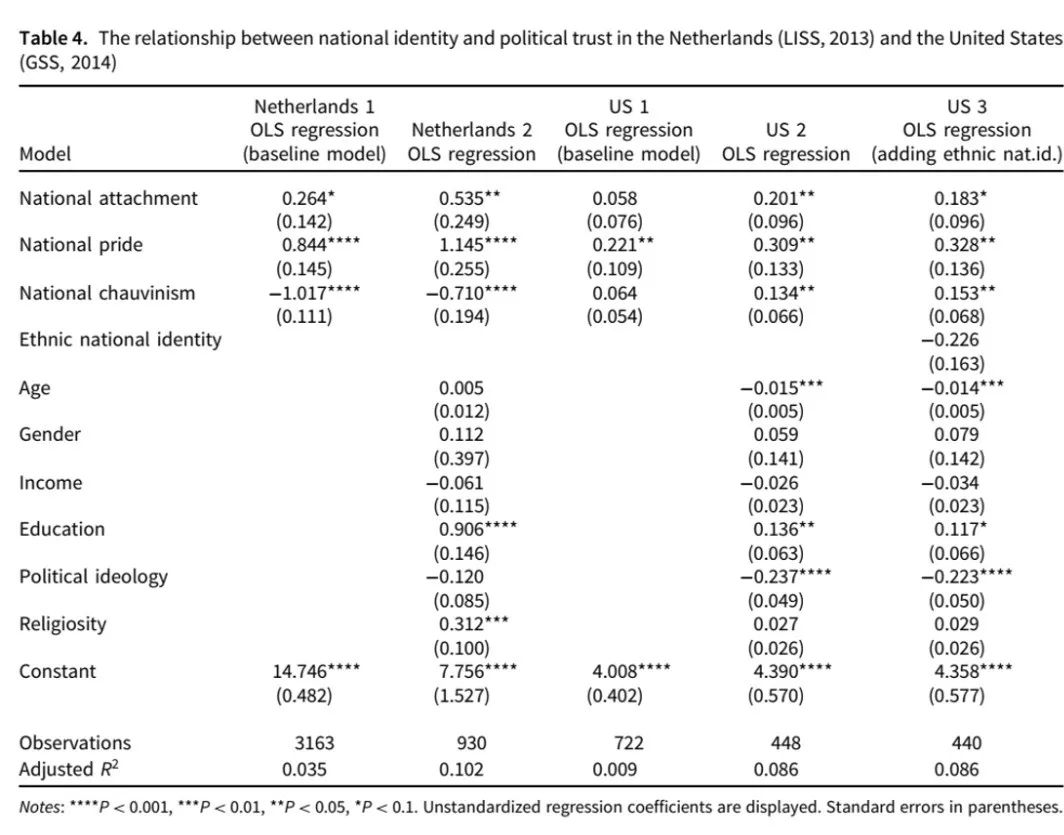 Table 4. The relationship between national identity and political trust in the Netherlands (LISS, 2013) and the United States
(GSS, 2014)
Netherlands 1 US 1 US 3
OLS regression Netherlands 2 OLS regression US 2 OLS regression
Model (baseline model) OLS regression (baseline model) OLS regression (adding ethnic nat.id.)
National attachment 0.264* 0.535** 0.058 0.201** 0.183*
(0.142) (0.249) (0.076) (0.096) (0.096)
National pride 0.844**** 1.145**** 0.221** 0.309** 0.328**
(0.145) (0.255) (0.109) (0.133) (0.136)
National chauvinism −1.017**** −0.710**** 0.064 0.134** 0.153**
(0.111) (0.194) (0.054) (0.066) (0.068)
Ethnic national identity −0.226
(0.163)
Age 0.005 −0.015*** −0.014***
(0.012) (0.005) (0.005)
Gender 0.112 0.059 0.079
(0.397) (0.141) (0.142)
Income −0.061 −0.026 −0.034
(0.115) (0.023) (0.023)
Education 0.906**** 0.136** 0.117*
(0.146) (0.063) (0.066)
Political ideology −0.120 −0.237**** −0.223****
(0.085) (0.049) (0.050)
Religiosity 0.312*** 0.027 0.029
(0.100) (0.026) (0.026)
Constant 14.746**** 7.756**** 4.008**** 4.390**** 4.358****
(0.482) (1.527) (0.402) (0.570) (0.577)
Observations 3163 930 722 448 440
Adjusted R² 0.035 0.102 0.009 0.086 0.086
Notes: ****P < 0.001, ***P < 0.01, **P < 0.05, *P < 0.1. Unstandardized regression coefficients are displayed. Standard errors in parentheses.